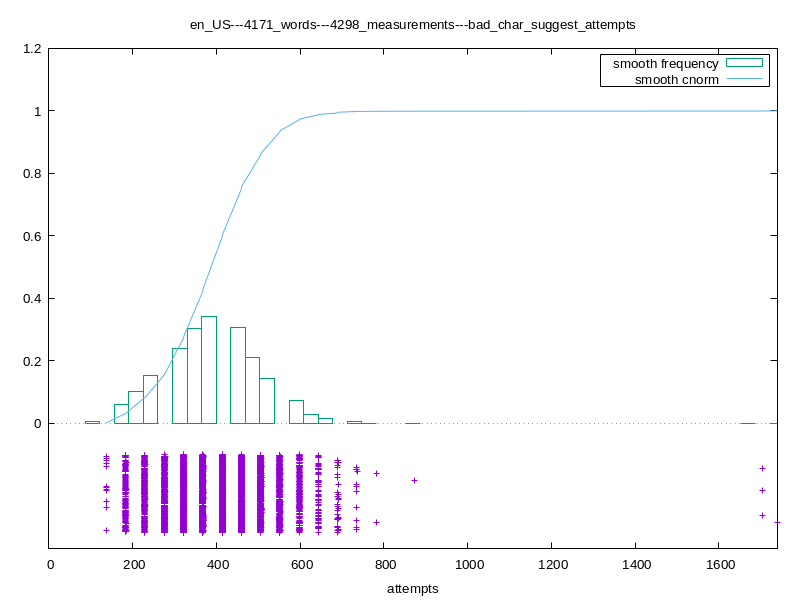 en_US---4171_words---4298_measurements---bad_char_suggest_attempts
1.2
smooth frequency
smooth cnorm
1
0.8
0.6
0.4
0.2
0
0 200 400 600 800 1000 1200 1400 1600
attempts